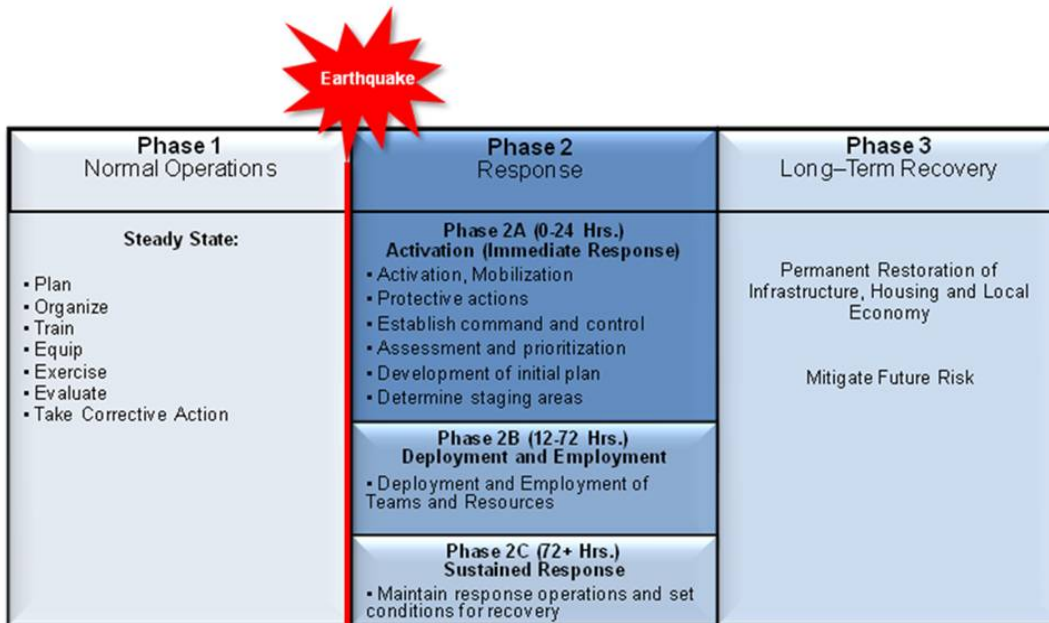 Earthquake
Phase 1
Normal Operations
Steady State:
▪ Plan
▪ Organize
▪ Train
▪ Equip
▪ Exercise
▪ Evaluate
▪ Take Corrective Action
Phase 2
Response
Phase 2A (0-24 Hrs.)
Activation (Immediate Response)
▪ Activation, Mobilization
▪ Protective actions
▪ Establish command and control
▪ Assessment and prioritization
▪ Development of initial plan
▪ Determine staging areas
Phase 2B (12-72 Hrs.)
Deployment and Employment
▪ Deployment and Employment of
Teams and Resources
Phase 2C (72+ Hrs.)
Sustained Response
▪ Maintain response operations and set
conditions for recovery
Phase 3
Long–Term Recovery
Permanent Restoration of
Infrastructure, Housing and Local
Economy
Mitigate Future Risk